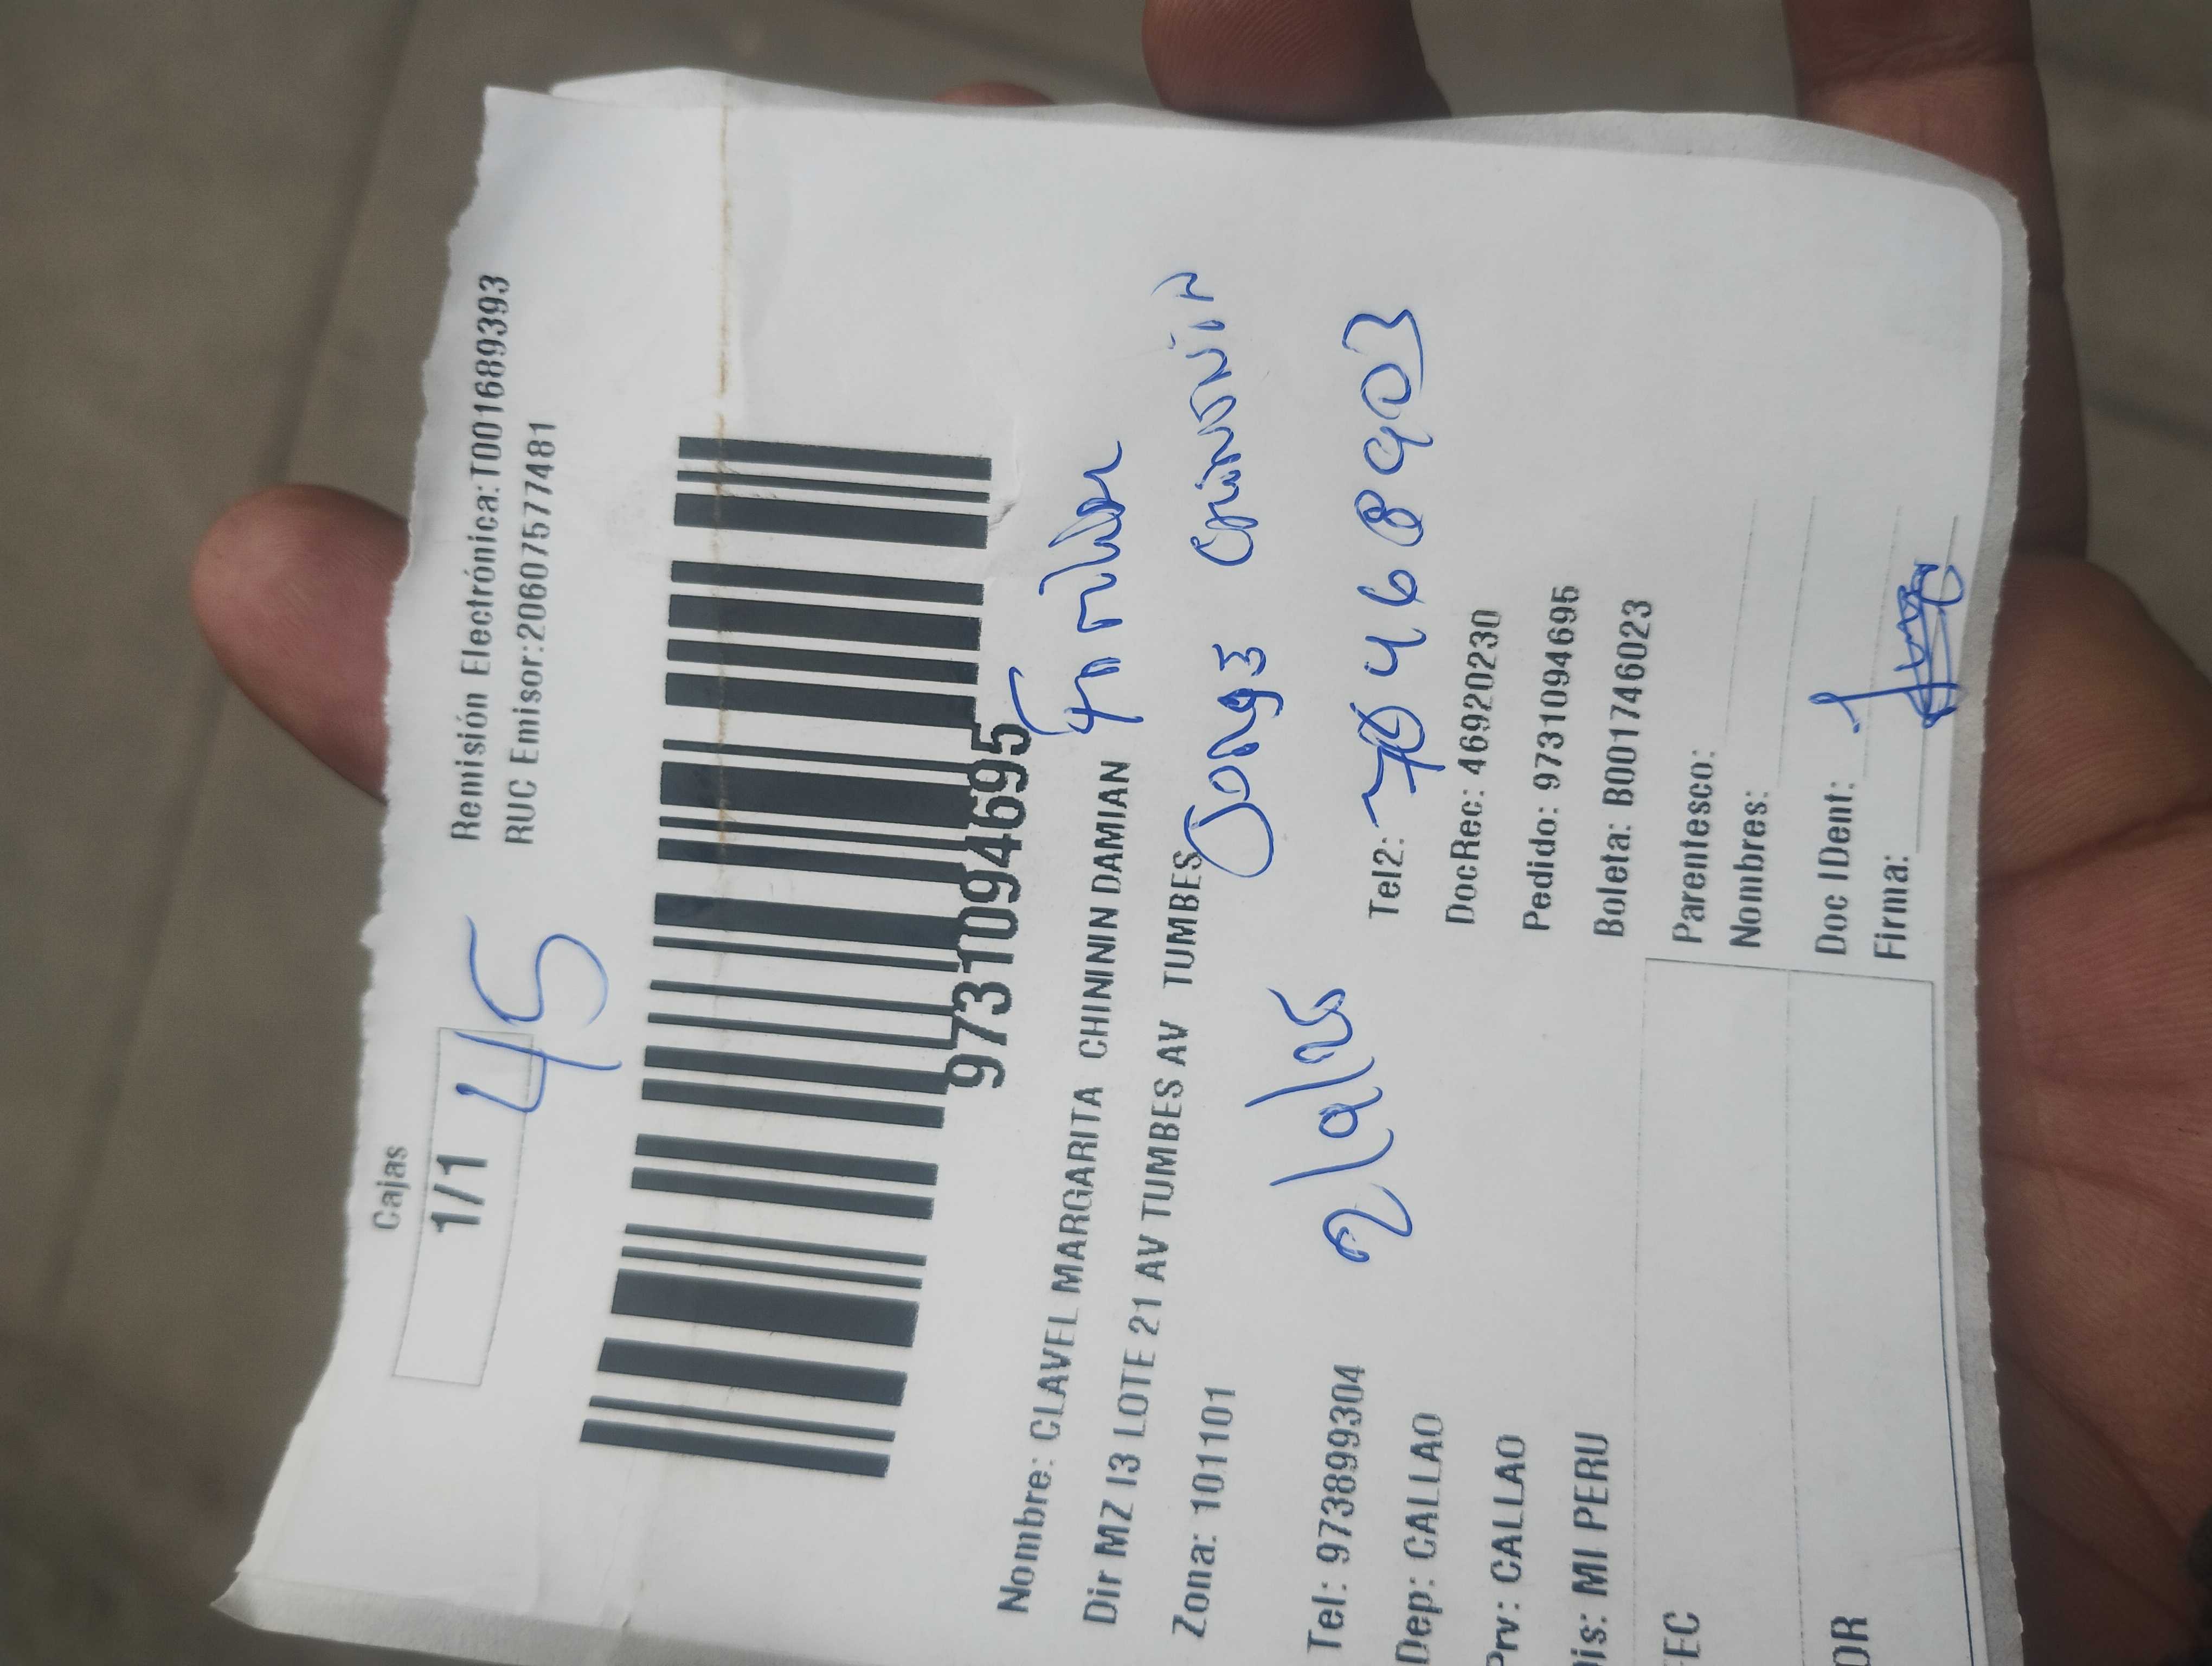 Cajas
1/1
45
Remisión Electrónica:T001689393
RUC Emisor:20607577481
9731094695
Nombre: CLAVEL MARGARITA CHININ DAMIAN
Familiar
Dir MZ I3 LOTE 21 AV TUMBES AV TUMBES
Zona: 101101
Chininin
2/9/25
Tel: 973899304
Tel2:
Dep: CALLAO
DocRec: 46920230
Prv: CALLAO
Pedido: 9731094695
Dis: MI PERU
Boleta: B001746023
Parentesco:
Nombres:
Doc IDent:
Firma: